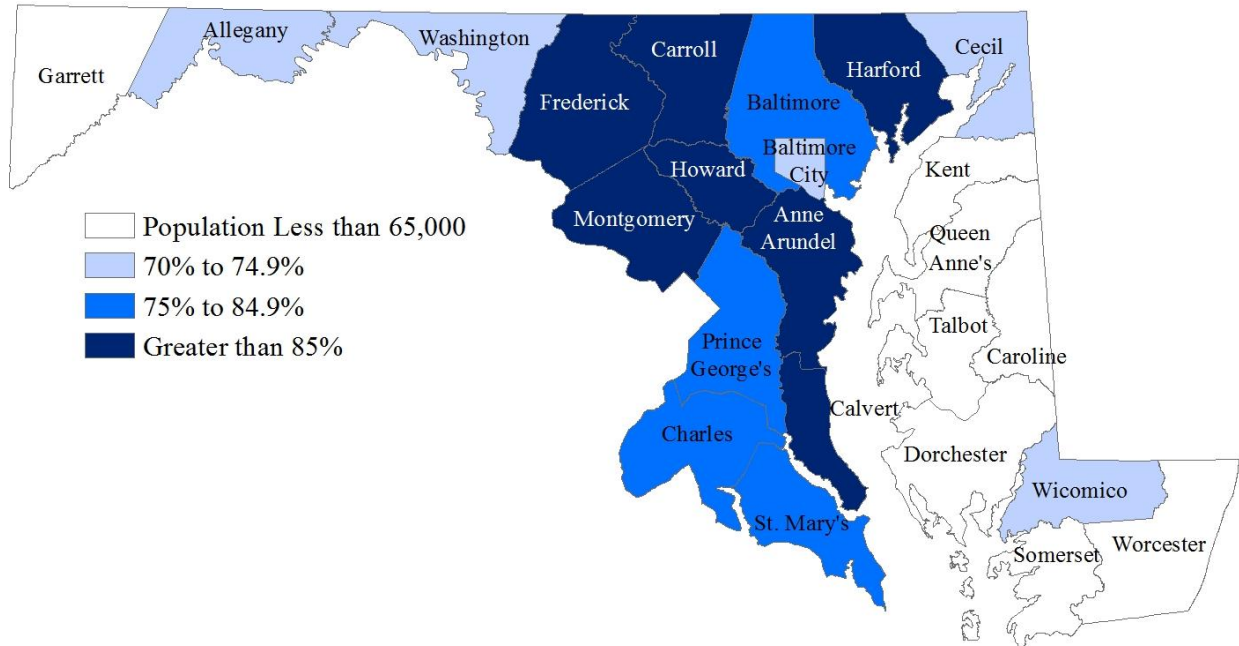 Allegany
Washington
Garrett
Frederick
Carroll
Baltimore
Harford
Cecil
Baltimore
City
Howard
Montgomery
Anne
Arundel
Kent
Queen
Anne's
Talbot
Caroline
Population Less than 65,000
70% to 74.9%
75% to 84.9%
Greater than 85%
Prince
George's
Charles
Calvert
St. Mary's
Dorchester
Wicomico
Somerset
Worcester